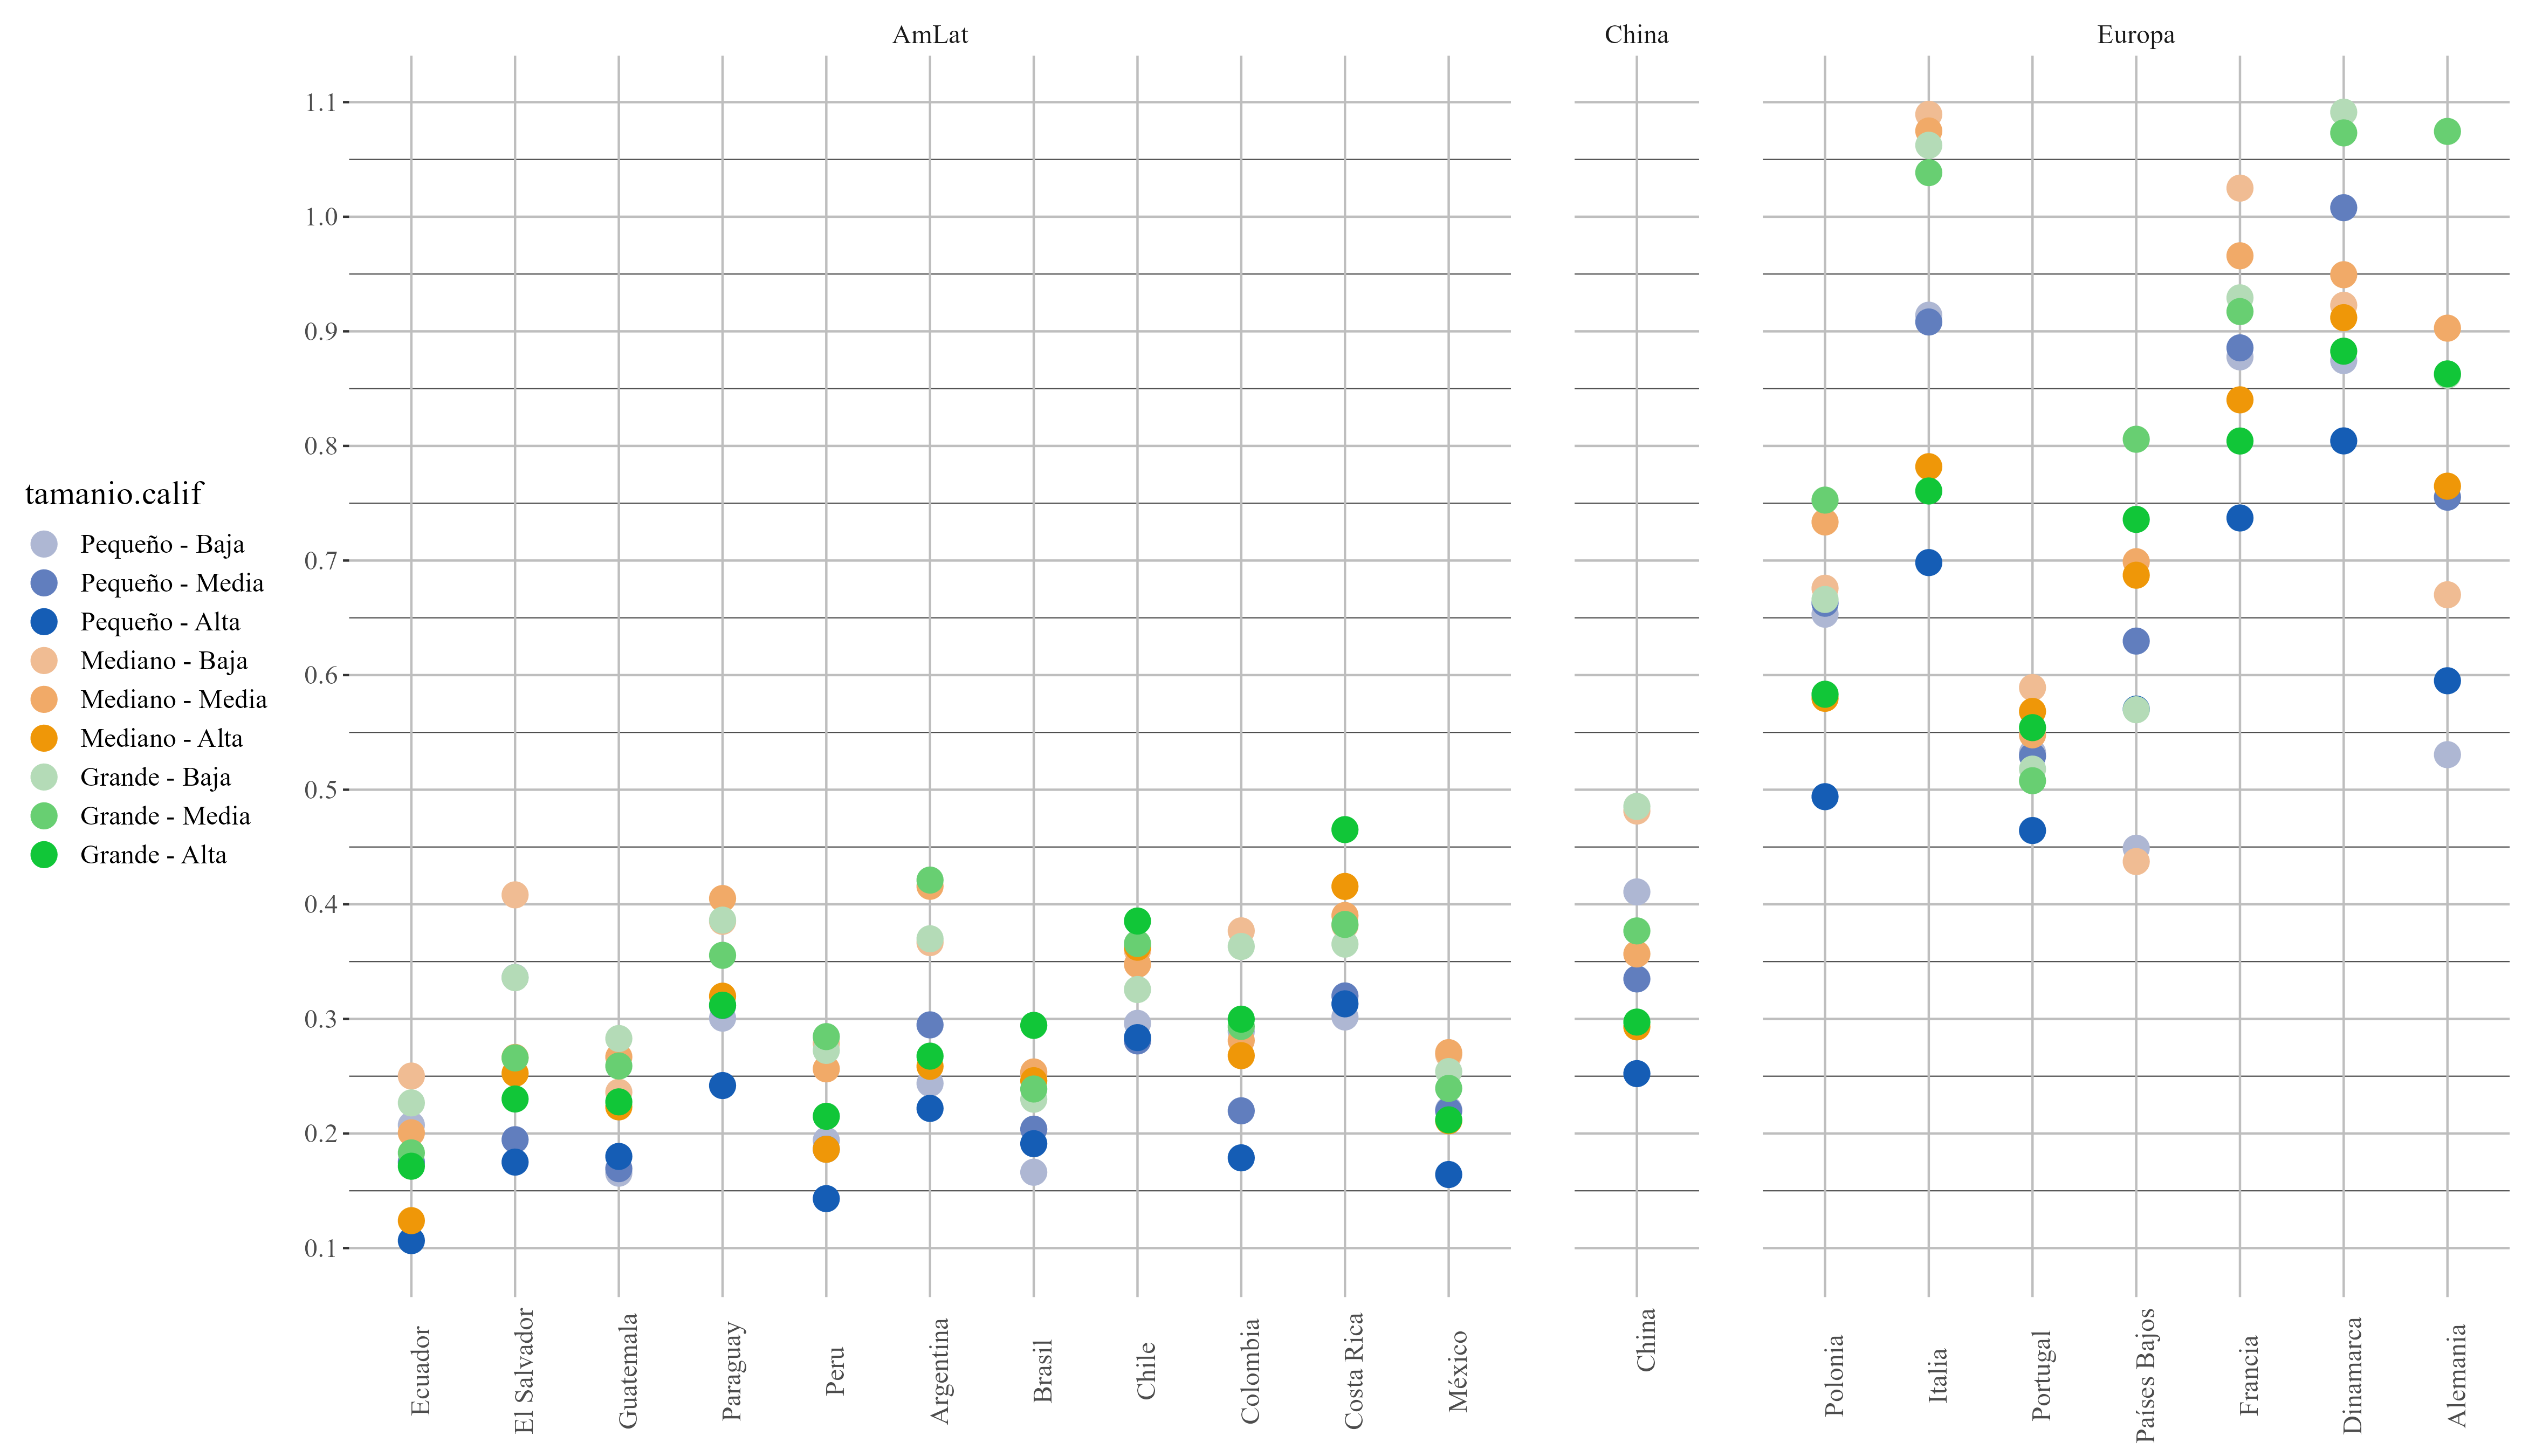 AmLat
China
Europa
1.1
1.0
0.9
0.8
0.7
0.6
0.5
0.4
0.3
0.2
0.1
tamanio.calif
Pequeño - Baja
Pequeño - Media
Pequeño - Alta
Mediano - Baja
Mediano - Media
Mediano - Alta
Grande - Baja
Grande - Media
Grande - Alta
Ecuador
El Salvador
Guatemala
Paraguay
Peru
Argentina
Brasil
Chile
Colombia
Costa Rica
México
China
Polonia
Italia
Portugal
Países Bajos
Francia
Dinamarca
Alemania